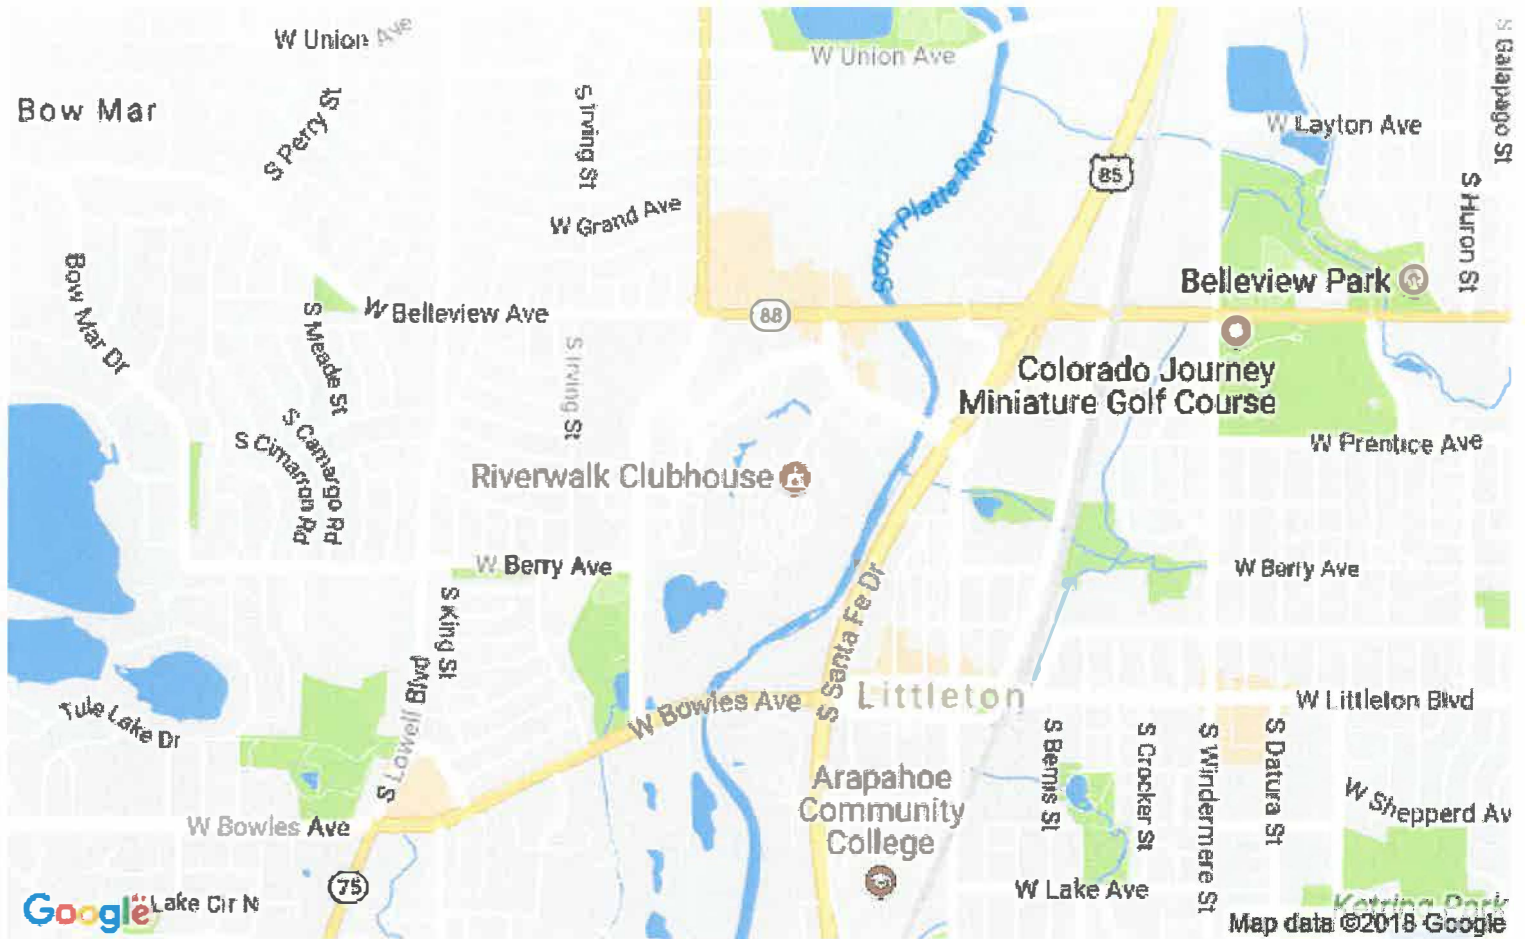 W Union Ave
W Union Ave
S Galapago St
Bow Mar
S Perry St
S Irving St
W Layton Ave
South Platte River
85
S Huron St
W Grand Ave
Bow Mar Dr
Belleview Park
W Belleview Ave
88
S Meade St
S Irving St
Colorado Journey
Miniature Golf Course
S Camargo Rd
S Cimarron Rd
W Prentice Ave
Riverwalk Clubhouse
W Berry Ave
W Berry Ave
S King St
S Santa Fe Dr
S Lowell Blvd
W Bowles Ave
Littleton
W Littleton Blvd
Tule Lake Dr
S Bemis St
S Crocker St
S Windermere St
S Datura St
Arapahoe
Community
College
W Shepperd Av
W Bowles Ave
75
W Lake Ave
Google
Lake Cir N
Ketring Park
Map data ©2018 Google